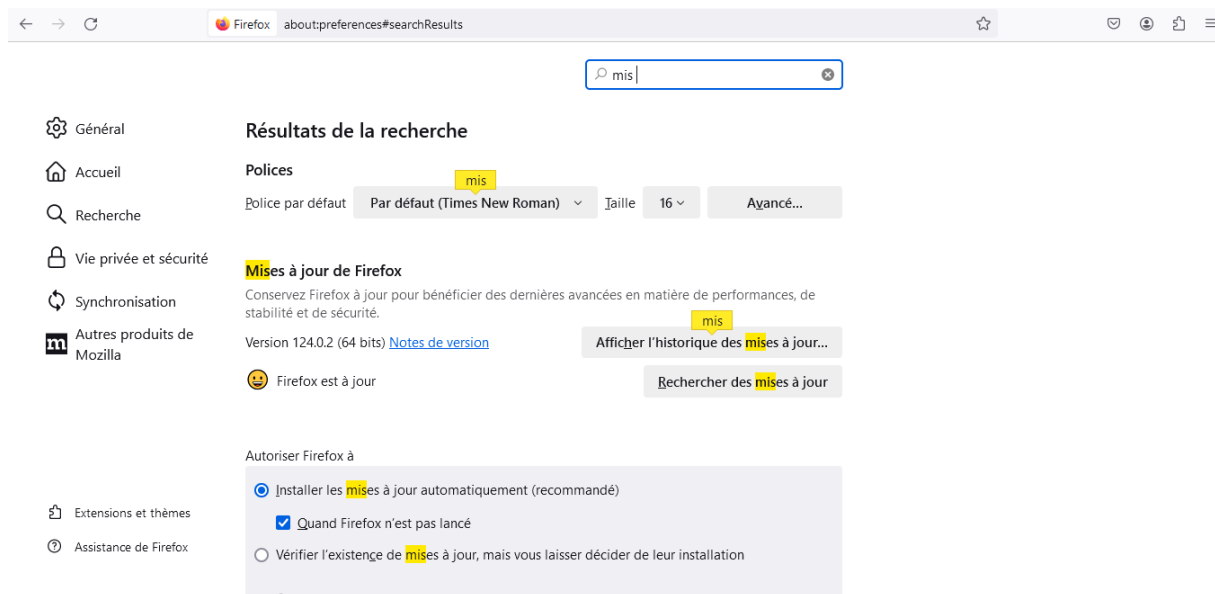 Firefox about:preferences#searchResults
mis
Général
Accueil
Recherche
Vie privée et sécurité
Synchronisation
m Autres produits de
Mozilla
Extensions et thèmes
Assistance de Firefox
Résultats de la recherche
Polices
mis
Police par défaut Par défaut (Times New Roman) Taille 16 Avancé...
Mises à jour de Firefox
Conservez Firefox à jour pour bénéficier des dernières avancées en matière de performances, de
stabilité et de sécurité.
mis
Version 124.0.2 (64 bits) Notes de version Afficher l'historique des mises à jour...
Firefox est à jour Rechercher des mises à jour
Autoriser Firefox à
Installer les mises à jour automatiquement (recommandé)
Quand Firefox n'est pas lancé
Vérifier l'existence de mises à jour, mais vous laisser décider de leur installation